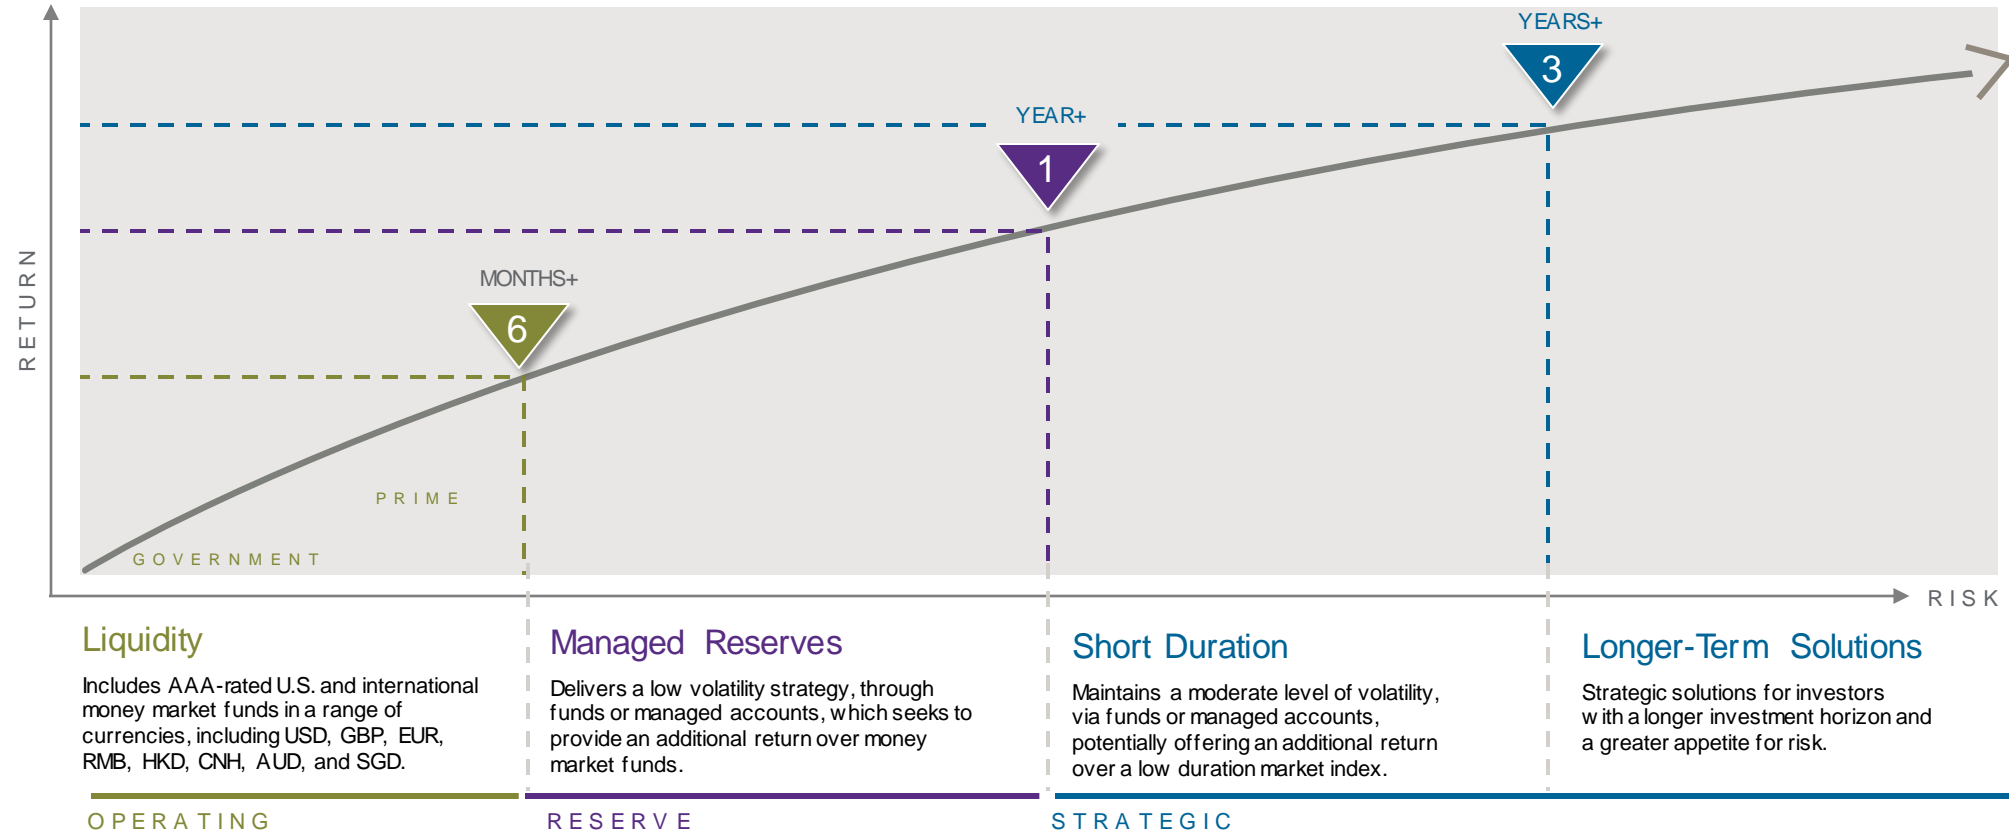 YEARS+
3
YEAR+
1
MONTHS+
6
RETURN
PRIME
GOVERNMENT
RISK
Liquidity
Includes AAA-rated U.S. and international
money market funds in a range of
currencies, including USD, GBP, EUR,
RMB, HKD, CNH, AUD, and SGD.
OPERATING
Managed Reserves
Delivers a low volatility strategy, through
funds or managed accounts, which seeks to
provide an additional return over money
market funds.
RESERVE
Short Duration
Maintains a moderate level of volatility,
via funds or managed accounts,
potentially offering an additional return
over a low duration market index.
Longer-Term Solutions
Strategic solutions for investors
with a longer investment horizon and
a greater appetite for risk.
STRATEGIC